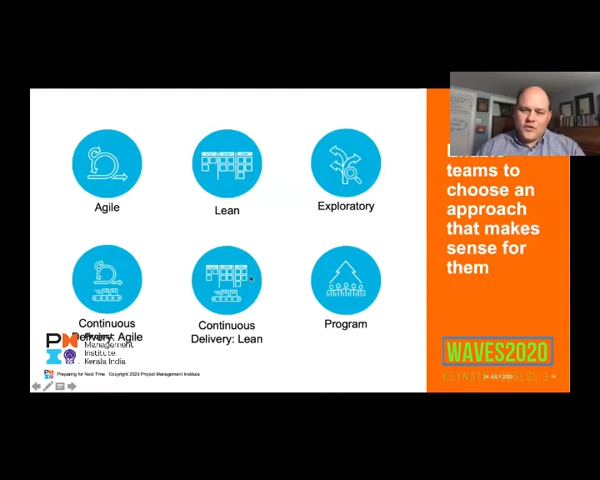 Agile
Lean
Exploratory
Continuous
Delivery: Agile
Continuous
Delivery: Lean
Program
Project
Management
Institute.
Kerala India
Preparing for Next Time Copyright 2020 Project Management Institute
teams to
choose an
approach
that makes
sense for
them
WAVES2020
24 JULY 2020